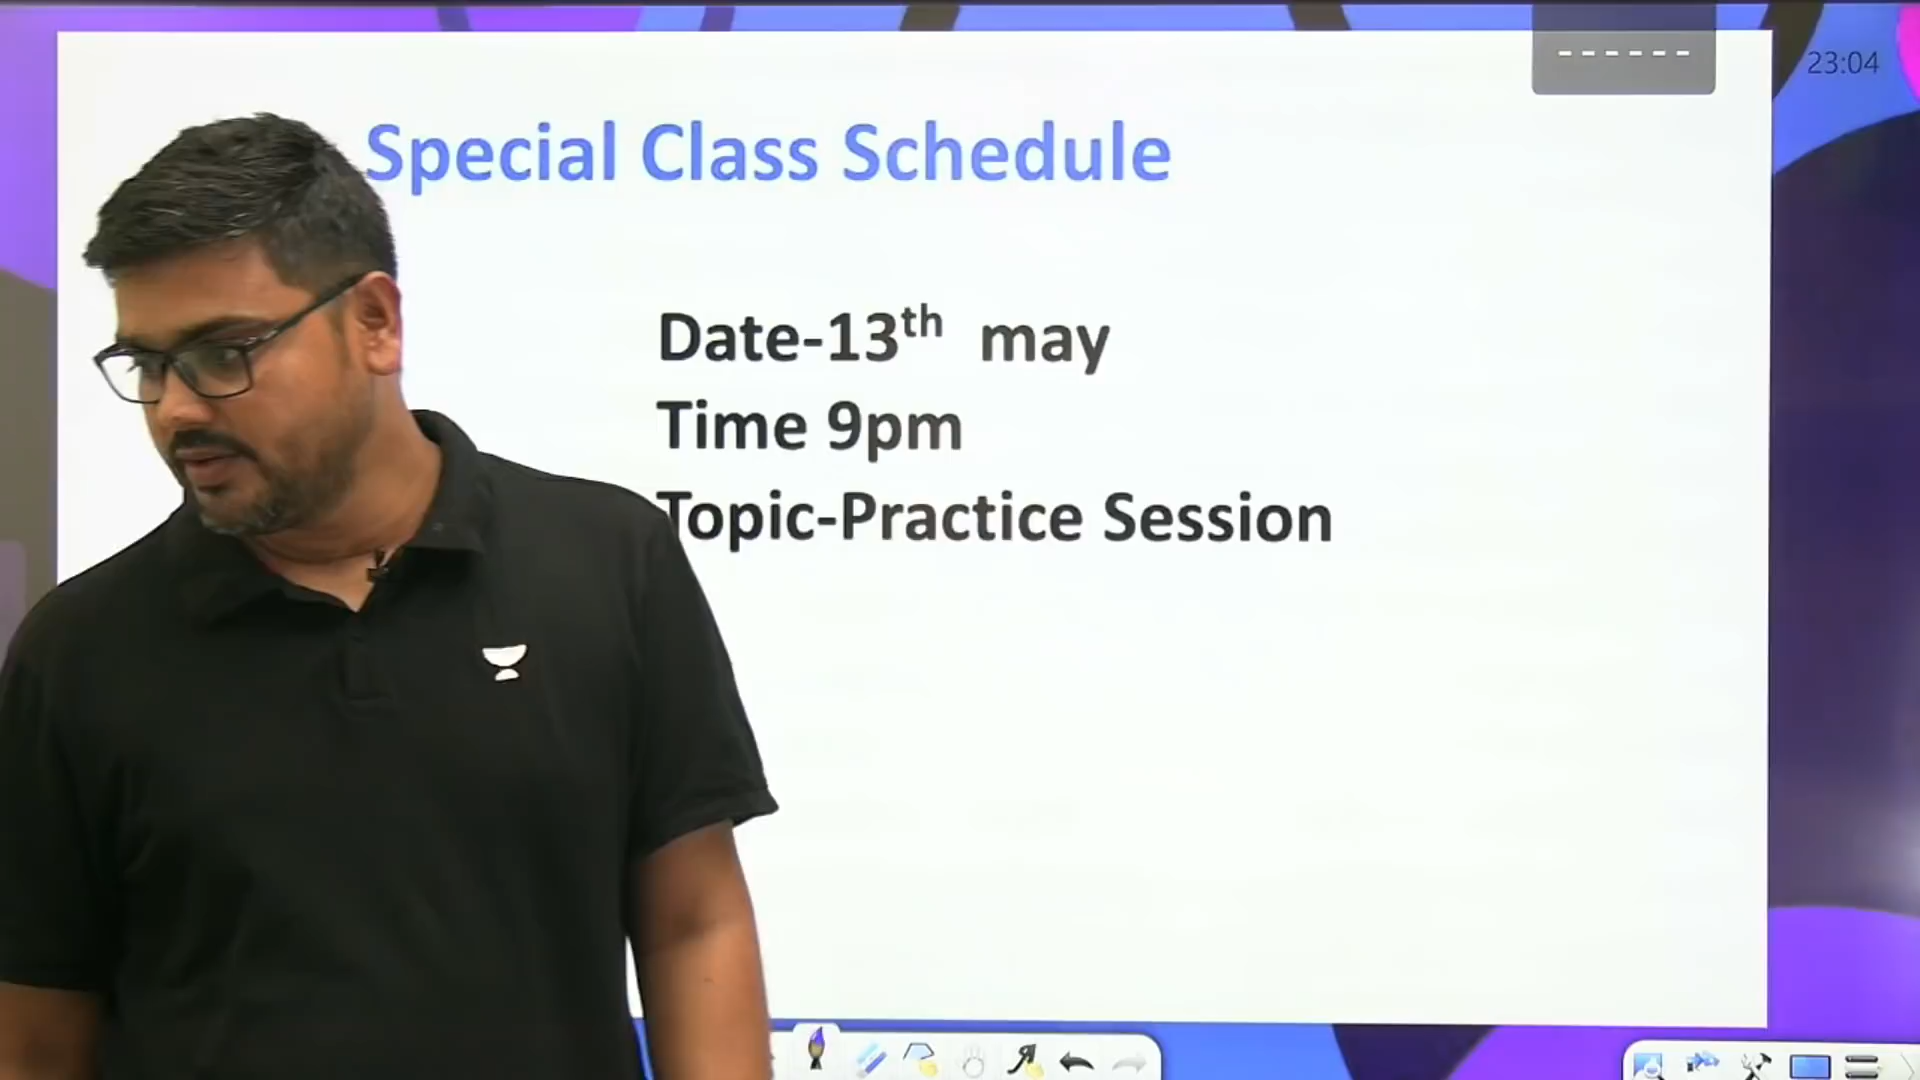 23:04
Special Class Schedule
Date-13th may
Time 9pm
Topic-Practice Session